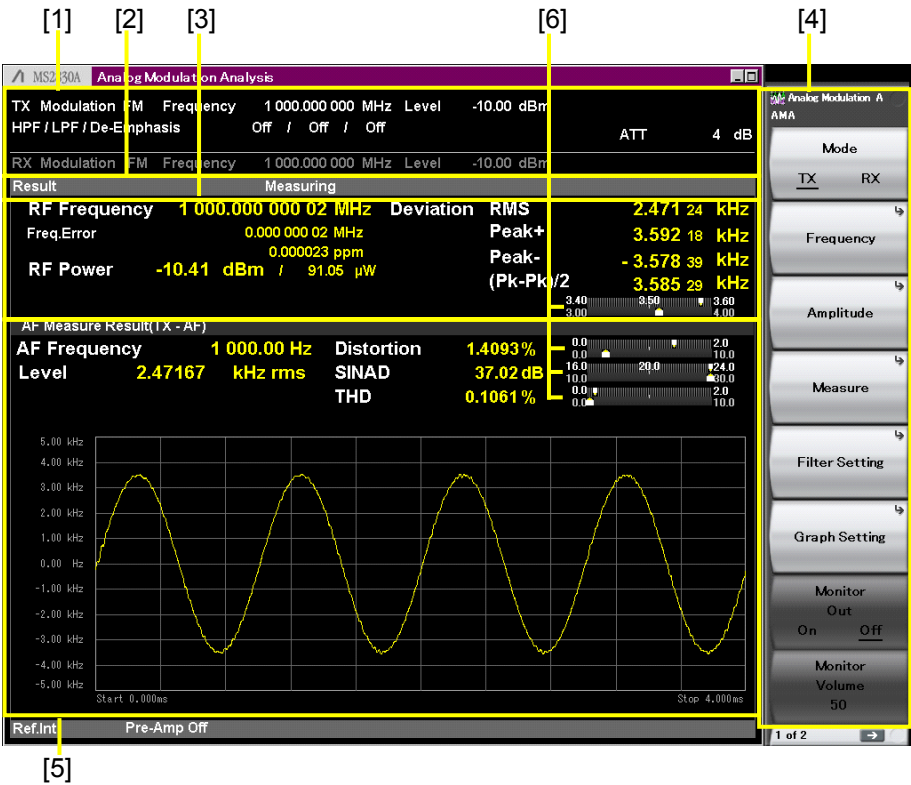 [1] [2] [3] [6] [4]
MS2830A Analog Modulation Analysis
TX Modulation FM Frequency 1 000.000 000 MHz Level -10.00 dBm
HPF / LPF / De-Emphasis Off / Off / Off
ATT 4 dB
RX Modulation FM Frequency 1 000.000 000 MHz Level -10.00 dBm
Result Measuring
RF Frequency 1 000.000 000 02 MHz Deviation RMS 2.471 24 kHz
Freq.Error 0.000 000 02 MHz Peak+ 3.592 18 kHz
0.000023 ppm Peak- - 3.578 39 kHz
RF Power -10.41 dBm / 91.05 µW (Pk-Pk)/2 3.585 29 kHz
3.40 3.50 3.60
3.00 4.00
AF Measure Result(TX - AF)
AF Frequency 1 000.00 Hz Distortion 1.4093%
0.0 2.0
0.0 10.0
Level 2.47167 kHz rms SINAD 37.02 dB
16.0 20.0 24.0
10.0 30.0
THD 0.1061%
0.0 2.0
0.0 10.0
5.00 kHz
4.00 kHz
3.00 kHz
2.00 kHz
1.00 kHz
0.00 Hz
-1.00 kHz
-2.00 kHz
-3.00 kHz
-4.00 kHz
-5.00 kHz
Start 0.000ms Stop 4.000ms
Ref.Int Pre-Amp Off
Analog Modulation A
AMA
Mode
TX RX
Frequency
Amplitude
Measure
Filter Setting
Graph Setting
Monitor
Out
On Off
Monitor
Volume
50
1 of 2
[5]